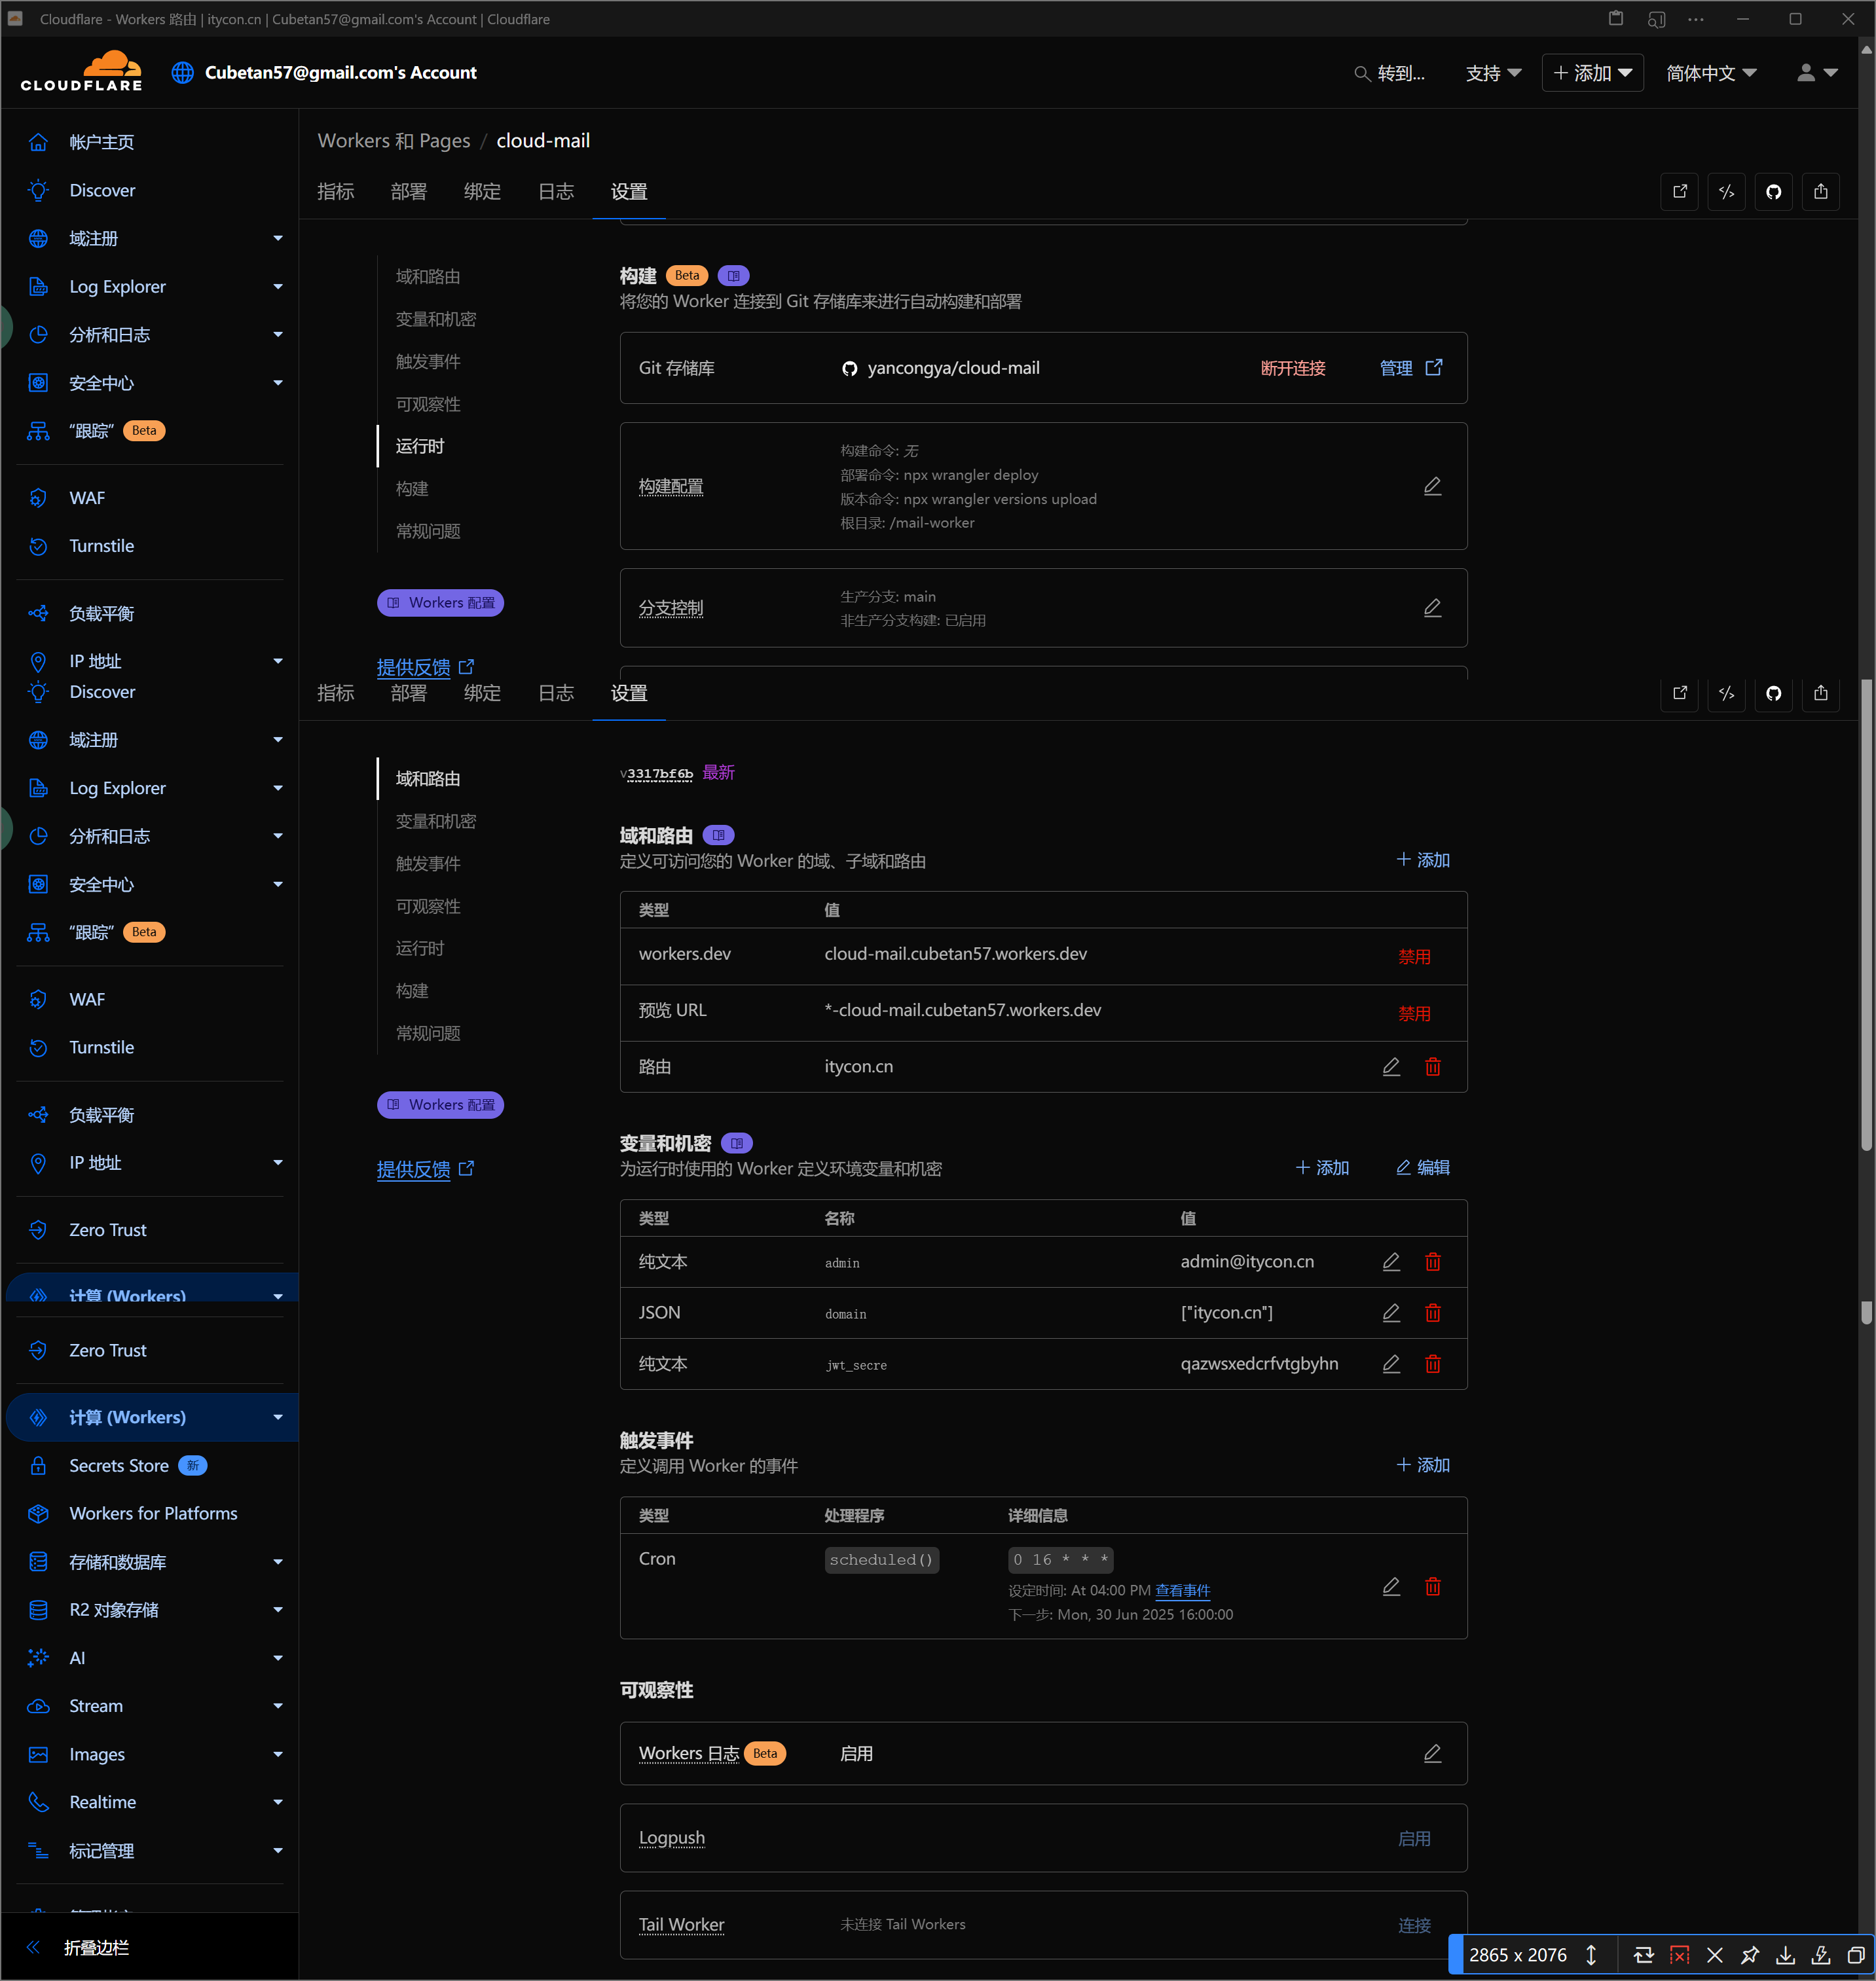 Cloudflare - Workers 路由 | itycon.cn | Cubetan57@gmail.com's Account | Cloudflare
CLOUDFLARE
Cubetan57@gmail.com's Account
转到...
支持
添加
简体中文
帐户主页
Discover
域注册
Log Explorer
分析和日志
安全中心
“跟踪” Beta
WAF
Turnstile
负载平衡
IP 地址
Workers 和 Pages / cloud-mail
指标 部署 绑定 日志 设置
域和路由
变量和机密
触发事件
可观察性
运行时
构建
常规问题
Workers 配置
提供反馈
构建 Beta
将您的 Worker 连接到 Git 存储库来进行自动构建和部署
Git 存储库 yancongya/cloud-mail 断开连接 管理
构建配置
构建命令: 无
部署命令: npx wrangler deploy
版本命令: npx wrangler versions upload
根目录: /mail-worker
分支控制
生产分支: main
非生产分支构建: 已启用
Discover
域注册
Log Explorer
分析和日志
安全中心
“跟踪” Beta
WAF
Turnstile
负载平衡
IP 地址
Zero Trust
计算 (Workers)
Zero Trust
计算 (Workers)
Secrets Store 新
Workers for Platforms
存储和数据库
R2 对象存储
AI
Stream
Images
Realtime
标记管理
折叠边栏
指标 部署 绑定 日志 设置
域和路由
变量和机密
触发事件
可观察性
运行时
构建
常规问题
Workers 配置
提供反馈
v3317bf6b 最新
域和路由
定义可访问您的 Worker 的域、子域和路由 添加
类型 值
workers.dev cloud-mail.cubetan57.workers.dev 禁用
预览 URL *-cloud-mail.cubetan57.workers.dev 禁用
路由 itycon.cn
变量和机密
为运行时使用的 Worker 定义环境变量和机密 添加 编辑
类型 名称 值
纯文本 admin admin@itycon.cn
JSON domain ["itycon.cn"]
纯文本 jwt_secre qazwsxedcrfvtgbyhn
触发事件
定义调用 Worker 的事件 添加
类型 处理程序 详细信息
Cron scheduled() 0 16 * * *
设定时间: At 04:00 PM 查看事件
下一步: Mon, 30 Jun 2025 16:00:00
可观察性
Workers 日志 Beta 启用
Logpush 启用
Tail Worker 未连接 Tail Workers 连接
2865 x 2076